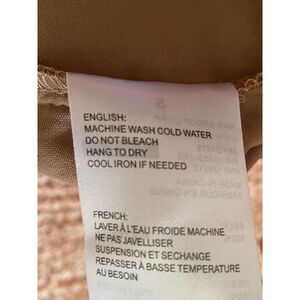 ENGLISH:
MACHINE WASH COLD WATER
DO NOT BLEACH
HANG TO DRY
COOL IRON IF NEEDED
FRENCH:
LAVER À L'EAU FROIDE MACHINE
NE PAS JAVELLISER
SUSPENSION ET SECHANGE
REPASSER À BASSE TEMPERATURE
AU BESOIN